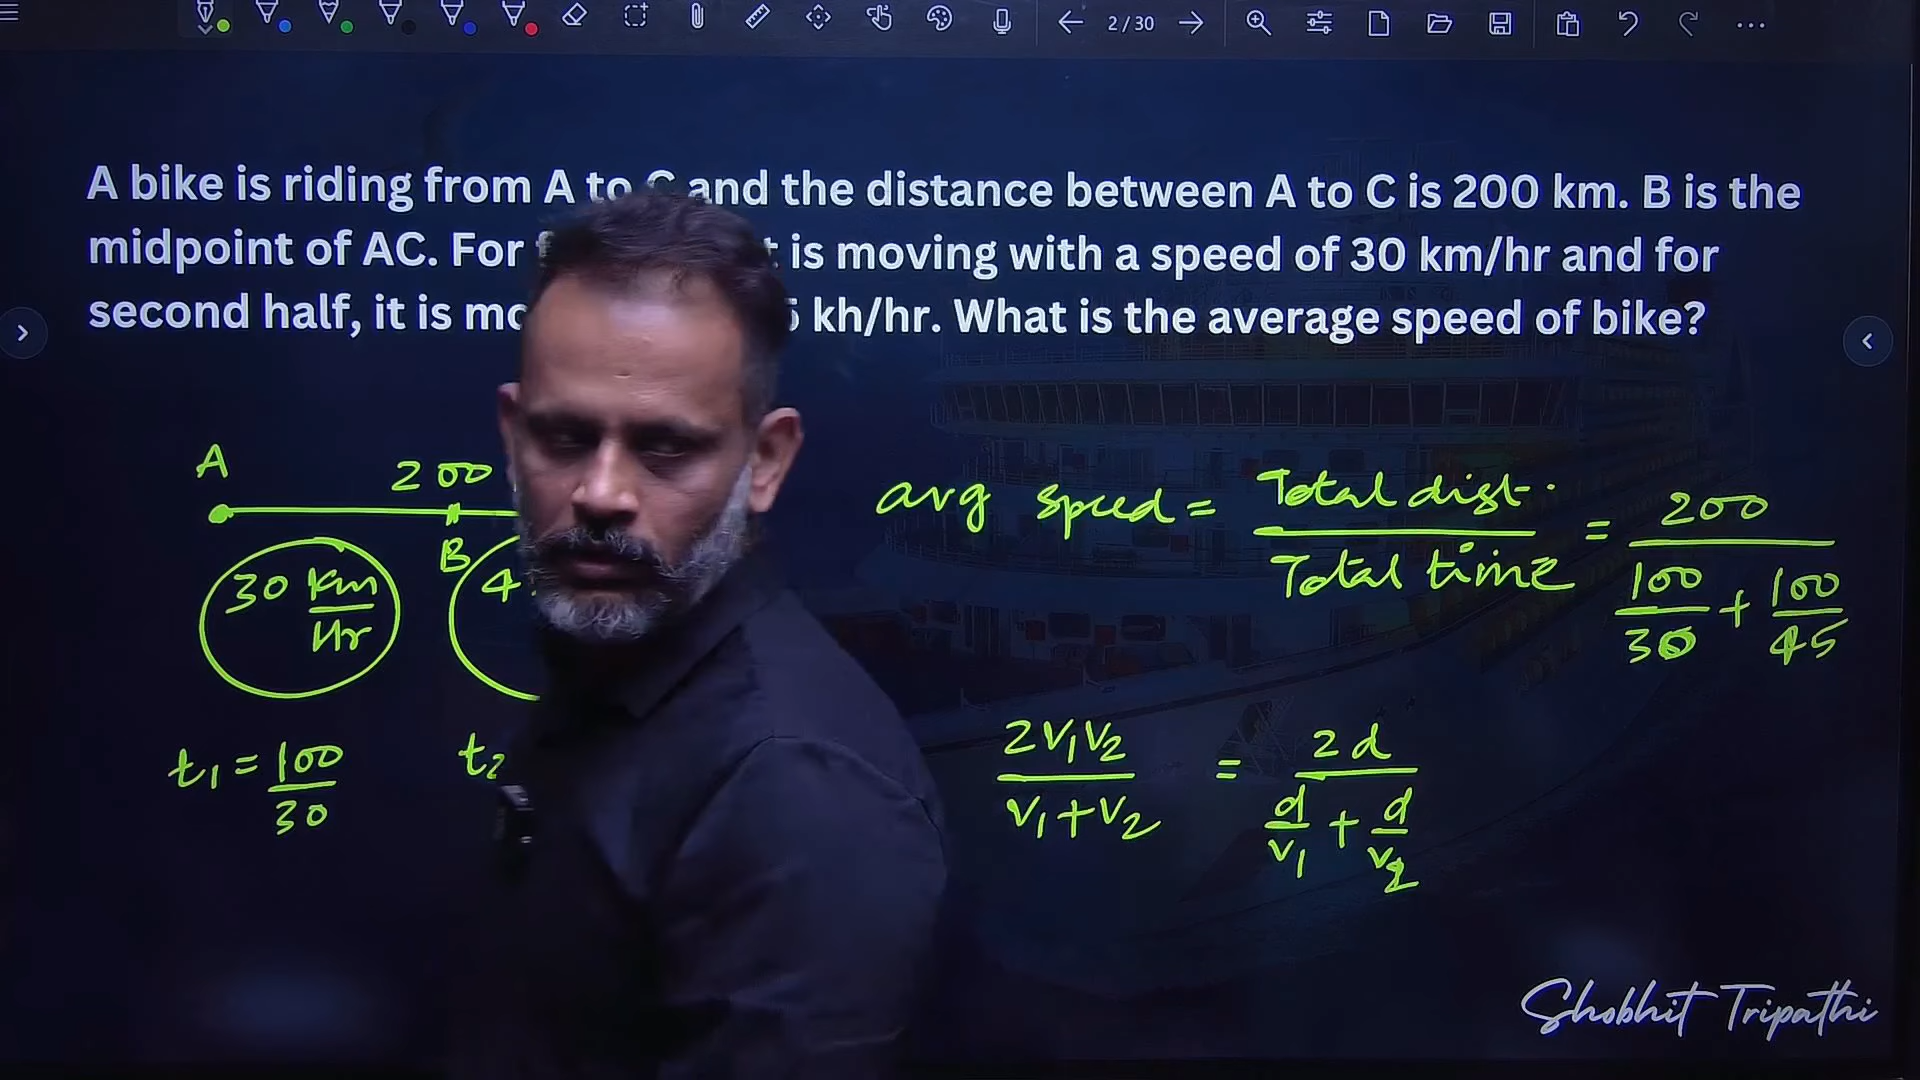 2/30
A bike is riding from A to C and the distance between A to C is 200 km. B is the
midpoint of AC. For is moving with a speed of 30 km/hr and for
second half, it is kh/hr. What is the average speed of bike?
A 200
B
30 Km/Hr
4
avg speed = Total dist. / Total time = 200 / (100/30 + 100/45)
t₁ = 100/30
t₂
2V₁V₂ / (V₁+V₂) = 2d / (d/V₁ + d/V₂)
Shobhit Tripathi